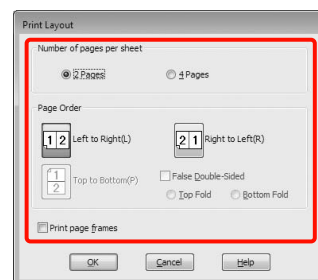 Print Layout
Number of pages per sheet
2 Pages 4 Pages
Page Order
1 2 Left to Right(L) 2 1 Right to Left(R)
1 2 Top to Bottom(P) False Double-Sided
Top Fold Bottom Fold
Print page frames
OK Cancel Help